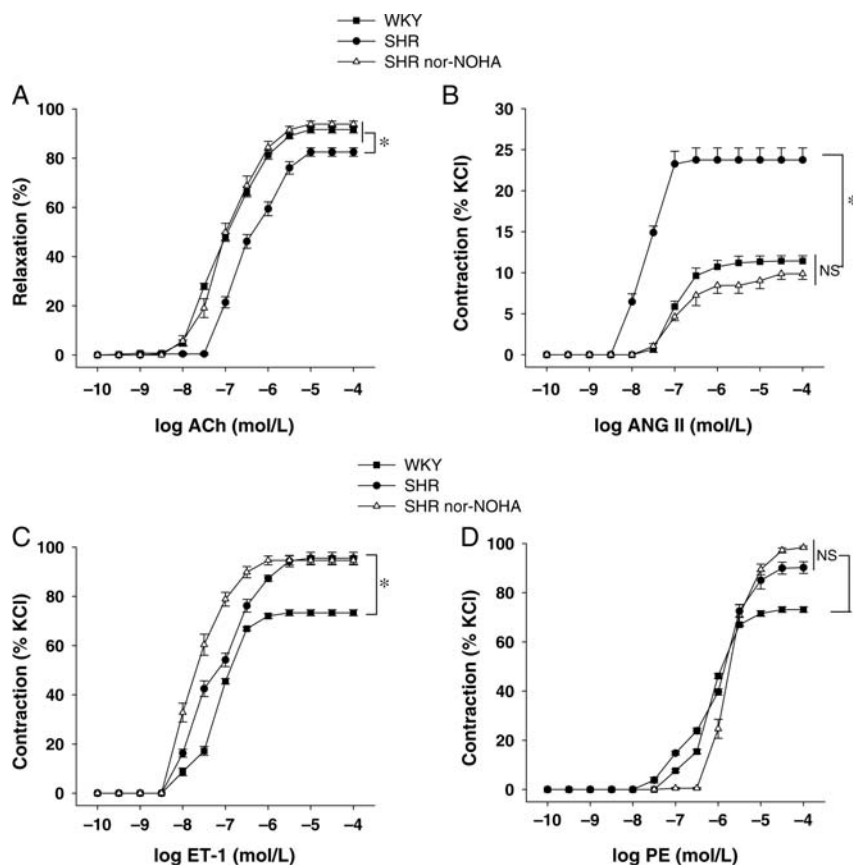 WKY
SHR
SHR nor-NOHA
A
100
80
60
40
20
0
Relaxation (%)
*
–10 –9 –8 –7 –6 –5 –4
log ACh (mol/L)
B
30
25
20
15
10
5
0
Contraction (% KCl)
*
NS
–10 –9 –8 –7 –6 –5 –4
log ANG II (mol/L)
WKY
SHR
SHR nor-NOHA
C
100
80
60
40
20
0
Contraction (% KCl)
*
–10 –9 –8 –7 –6 –5 –4
log ET-1 (mol/L)
D
100
80
60
40
20
0
Contraction (% KCl)
NS
–10 –9 –8 –7 –6 –5 –4
log PE (mol/L)